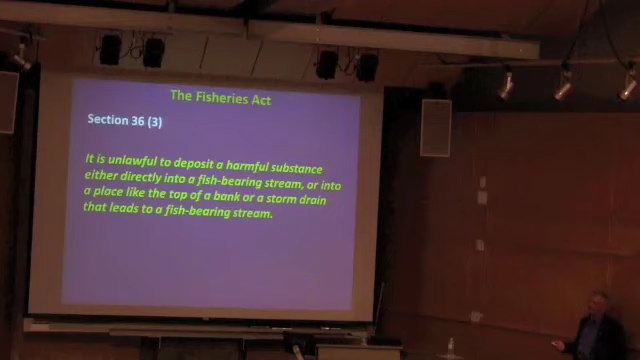 The Fisheries Act
Section 36 (3)
It is unlawful to deposit a harmful substance
either directly into a fish-bearing stream, or into
a place like the top of a bank or a storm drain
that leads to a fish-bearing stream.